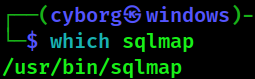 ┌──(cyborg㉿windows)-
└─$ which sqlmap
/usr/bin/sqlmap